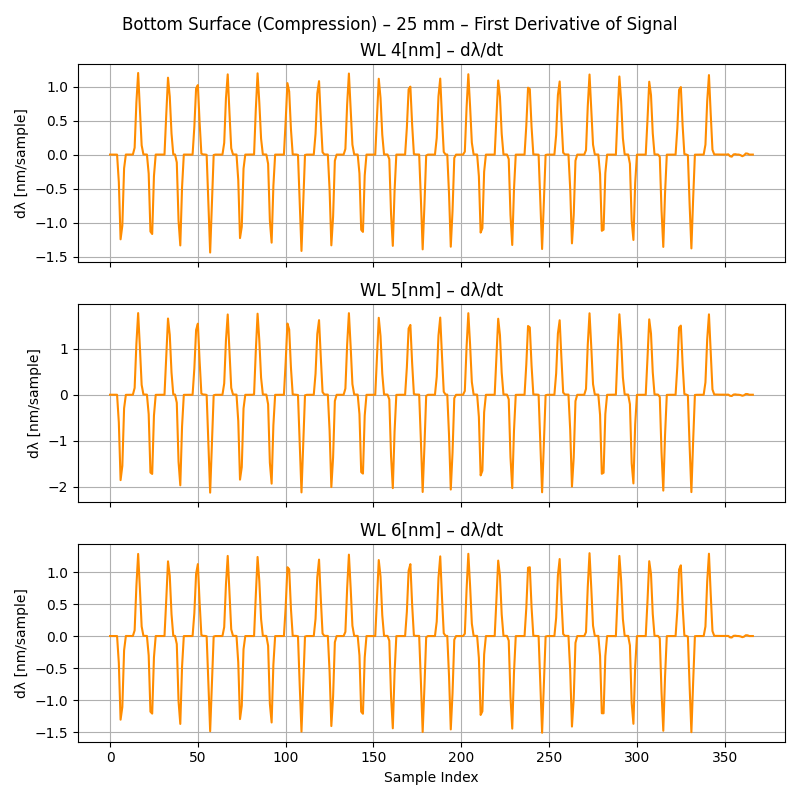 Bottom Surface (Compression) – 25 mm – First Derivative of Signal
WL 4[nm] – dλ/dt
1.0
0.5
0.0
−0.5
−1.0
−1.5
dλ [nm/sample]
WL 5[nm] – dλ/dt
1
0
−1
−2
dλ [nm/sample]
WL 6[nm] – dλ/dt
1.0
0.5
0.0
−0.5
−1.0
−1.5
dλ [nm/sample]
0 50 100 150 200 250 300 350
Sample Index